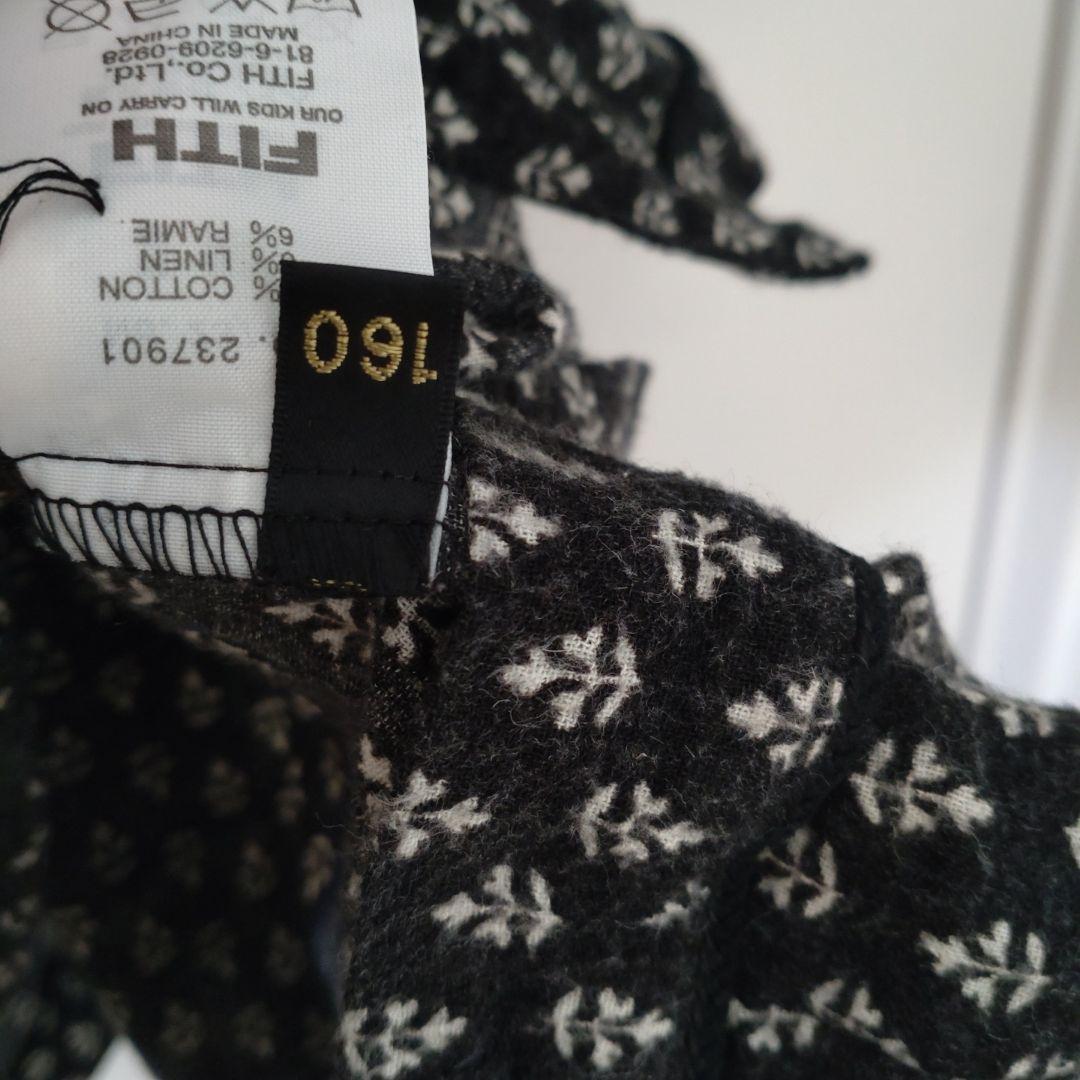 160
. 237901
% COTTON
% LINEN
6% RAMIE.
FITH
OUR KIDS WILL CARRY ON
FITH Co.,Ltd.
81-6-6209-0928
MADE IN CHINA